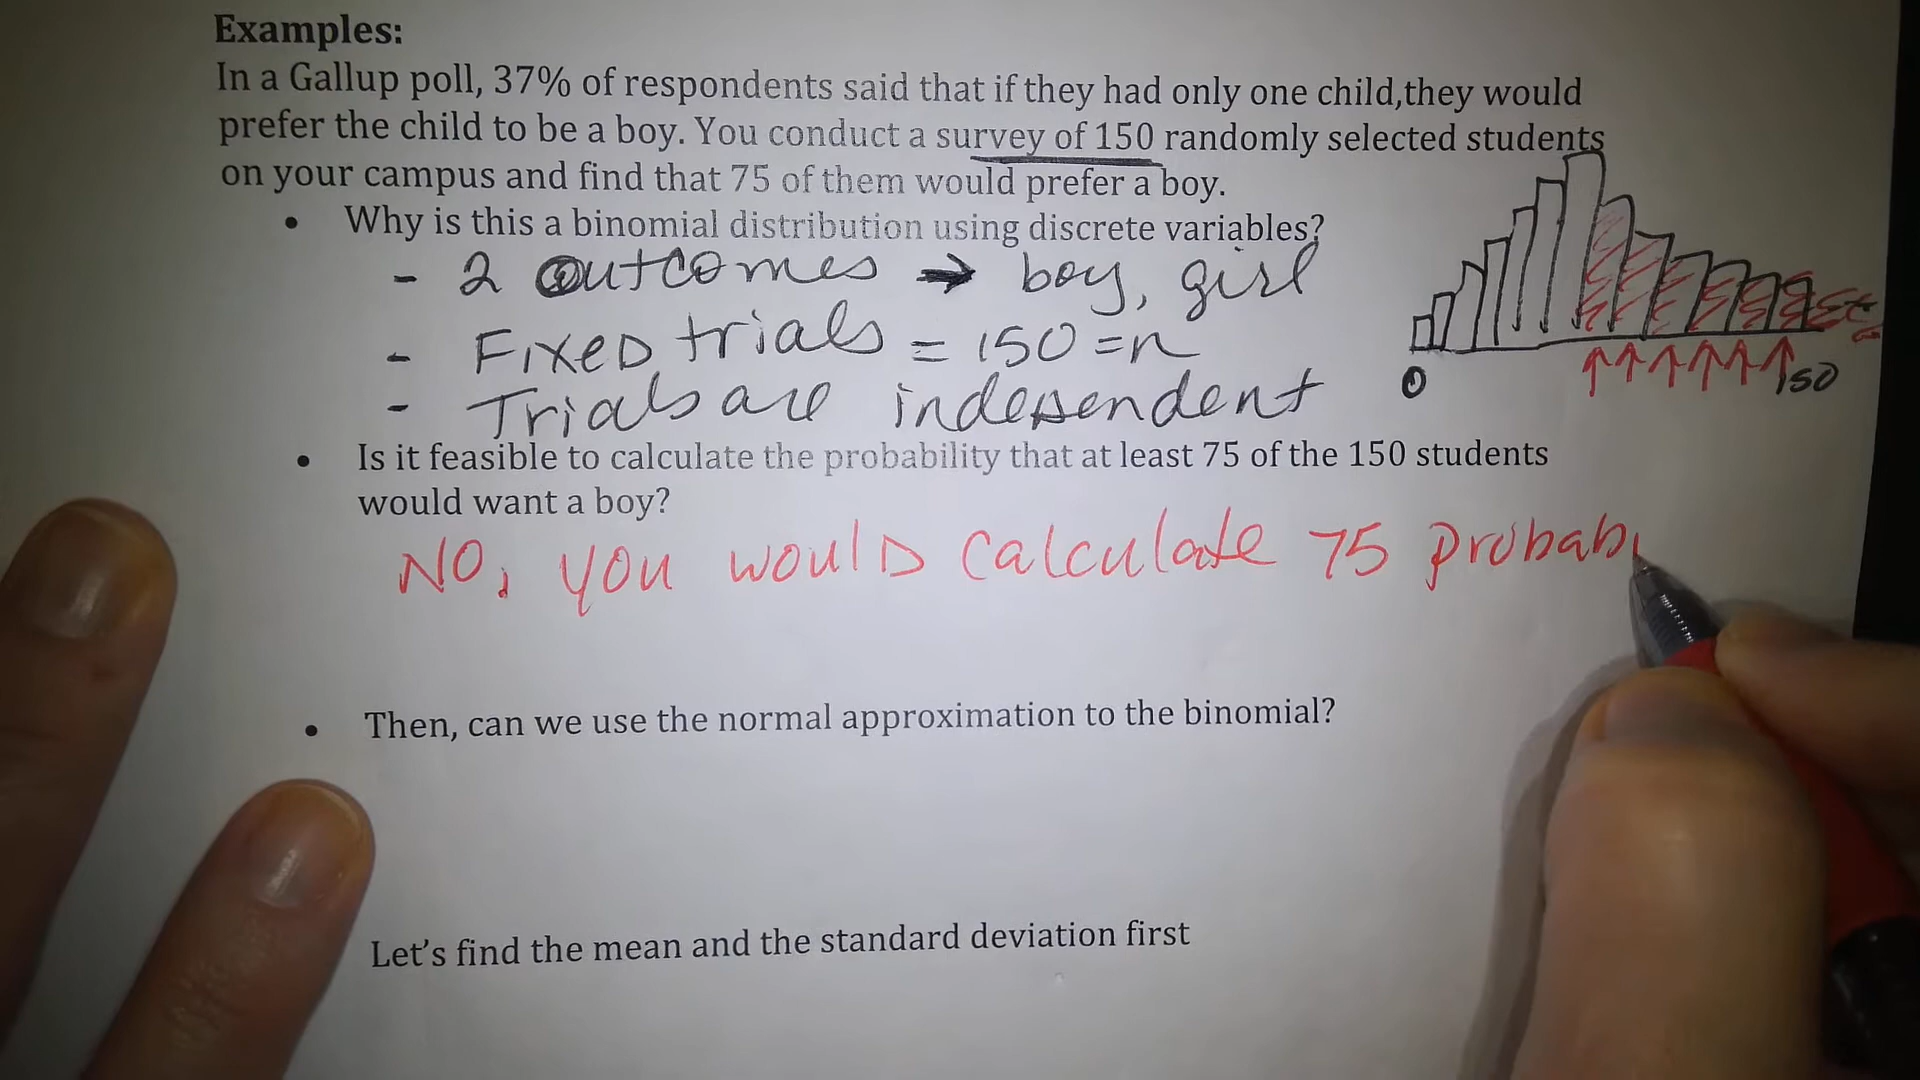 Examples:
In a Gallup poll, 37% of respondents said that if they had only one child,they would
prefer the child to be a boy. You conduct a survey of 150 randomly selected students
on your campus and find that 75 of them would prefer a boy.
• Why is this a binomial distribution using discrete variables?
- 2 outcomes → boy, girl
- Fixed trials = 150 = n
- Trials are independent
0 150
• Is it feasible to calculate the probability that at least 75 of the 150 students
would want a boy?
NO, you would calculate 75 probabi
• Then, can we use the normal approximation to the binomial?
Let's find the mean and the standard deviation first